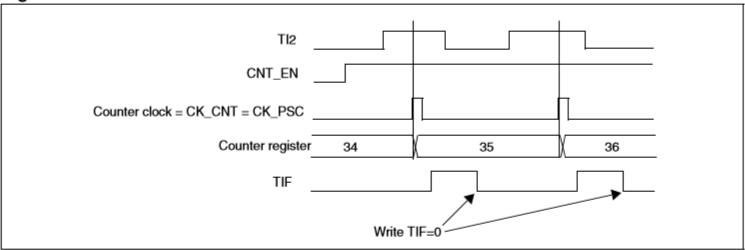 TI2
CNT_EN
Counter clock = CK_CNT = CK_PSC
Counter register 34 35 36
TIF
Write TIF=0